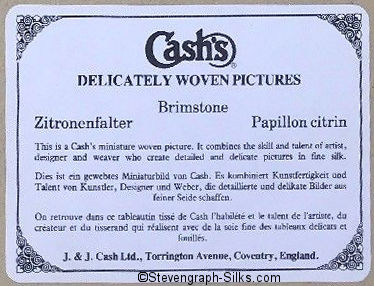 Cash's®
DELICATELY WOVEN PICTURES
Brimstone
Zitronenfalter Papillon citrin
This is a Cash's miniature woven picture. It combines the skill and talent of artist,
designer and weaver who create detailed and delicate pictures in fine silk.
Dies ist ein gewebtes Miniaturbild von Cash. Es kombiniert Kunstfertigkeit und
Talent von Kunstler, Designer und Weber, die detaillierte und delikate Bilder aus
feiner Seide schaffen.
On retrouve dans ce tableautin tissé de Cash l'habileté et le talent de l'artiste, du
créateur et du tisserand qui réalisent avec de la soie fine des tableaux delicats et
fouillés.
J. & J. Cash Ltd., Torrington Avenue, Coventry, England.
©Stevengraph-Silks.com